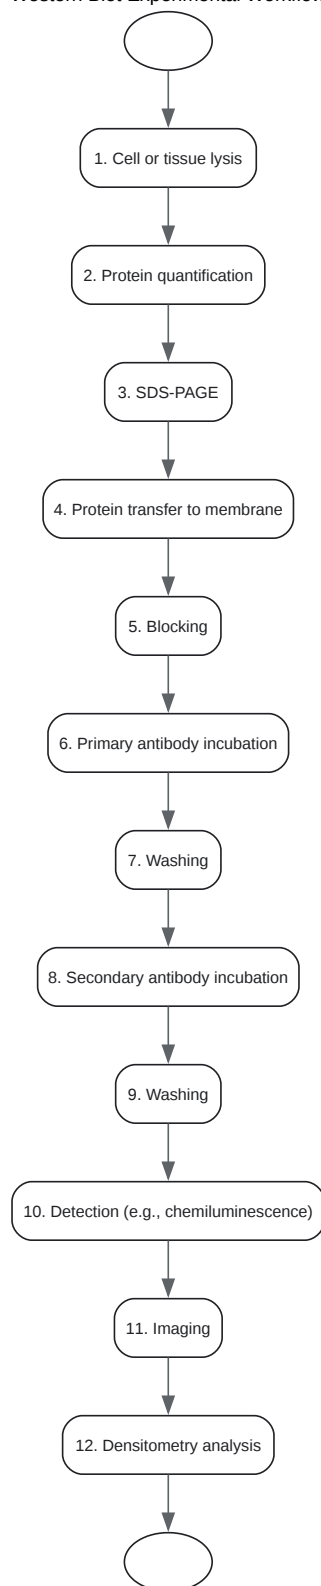 Western Blot Experimental Workflow
1. Cell or tissue lysis
2. Protein quantification
3. SDS-PAGE
4. Protein transfer to membrane
5. Blocking
6. Primary antibody incubation
7. Washing
8. Secondary antibody incubation
9. Washing
10. Detection (e.g., chemiluminescence)
11. Imaging
12. Densitometry analysis